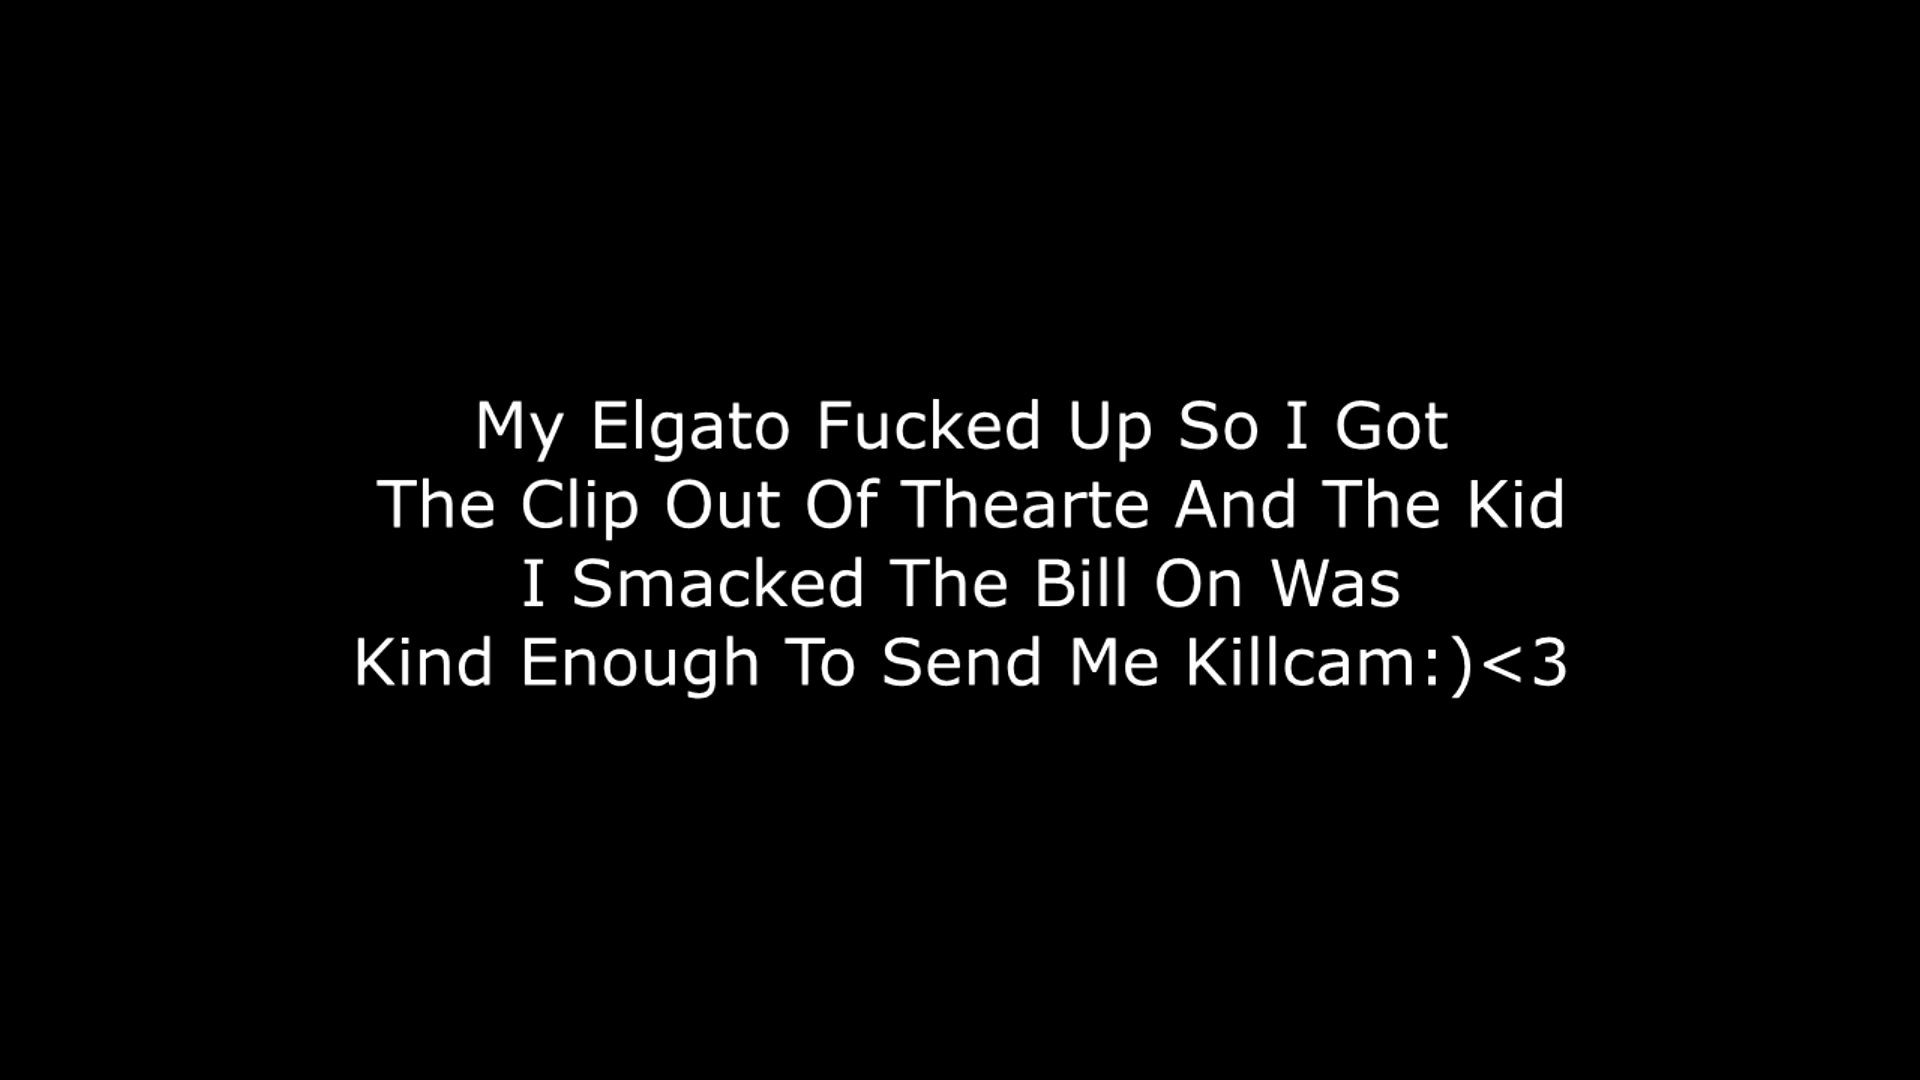 My Elgato Fucked Up So I Got
The Clip Out Of Thearte And The Kid
I Smacked The Bill On Was
Kind Enough To Send Me Killcam:)<3